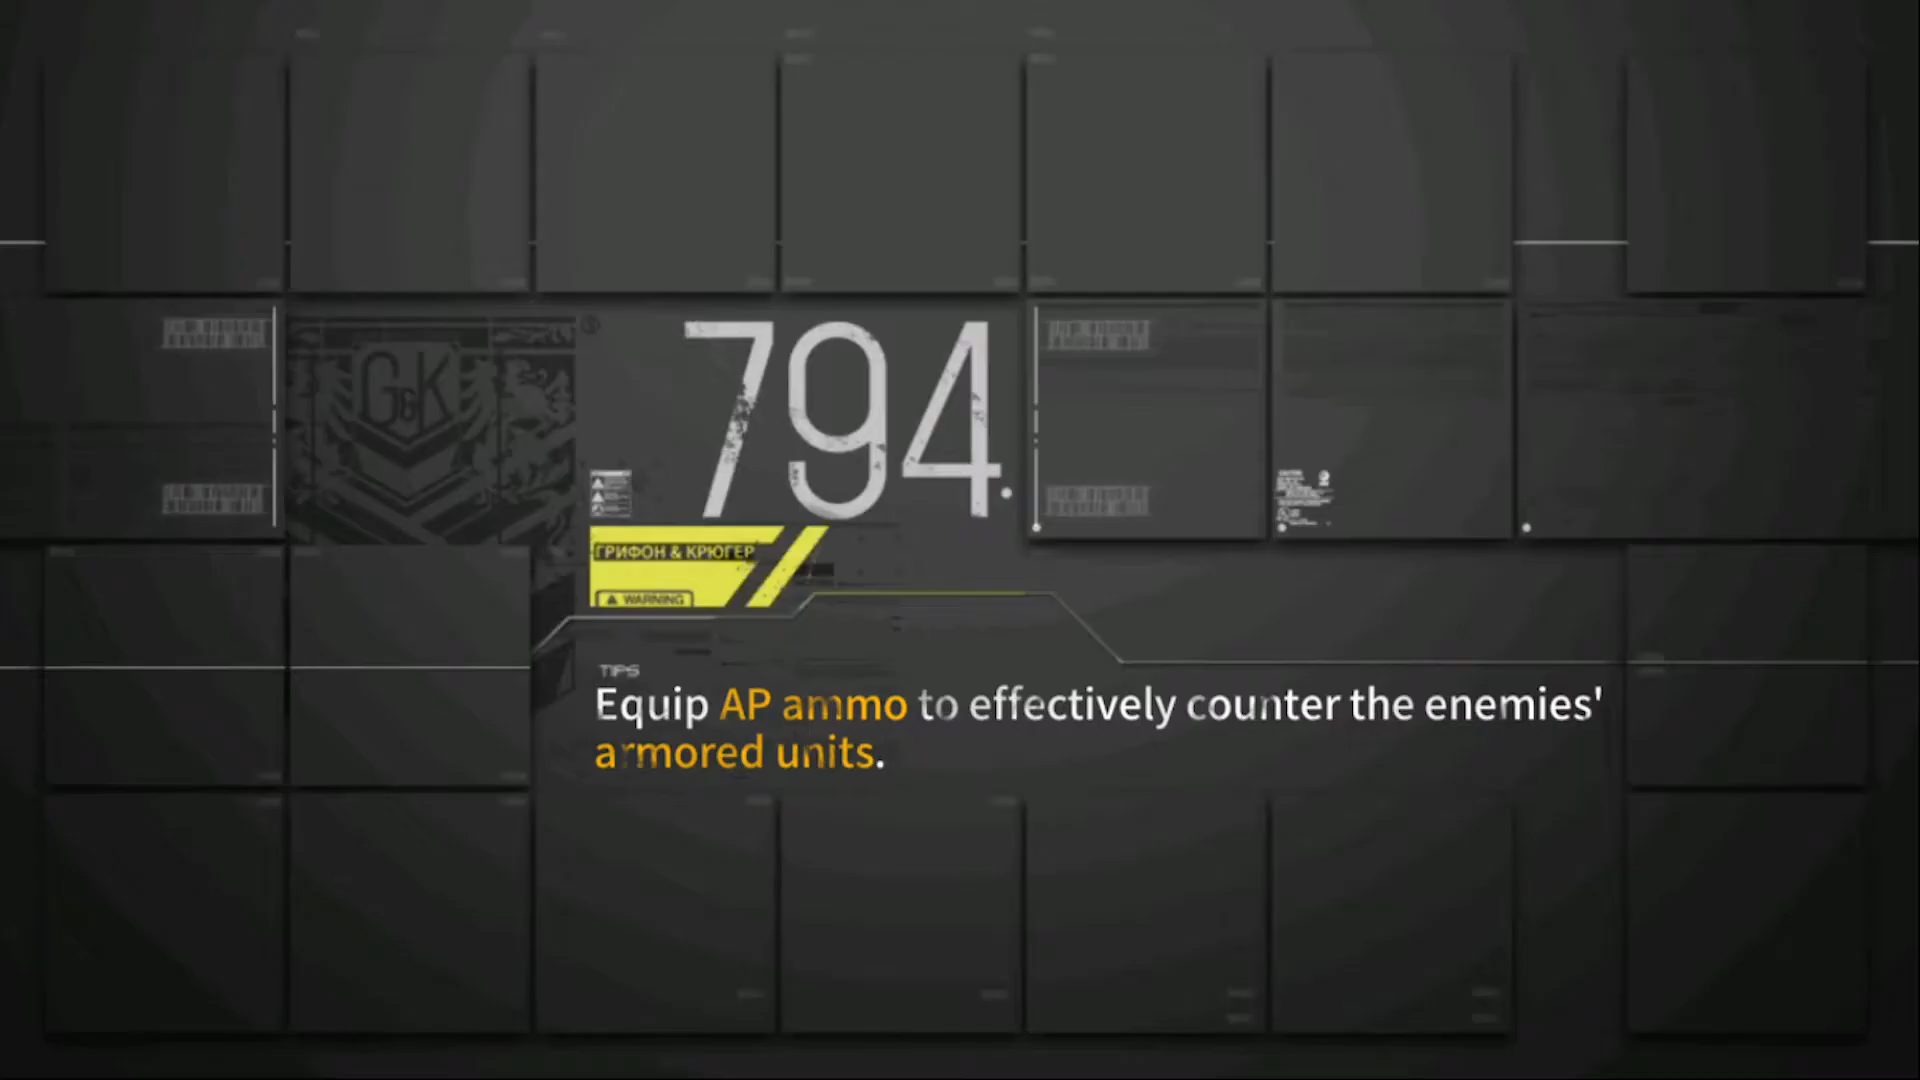 G&K
794.
ГРИФОН & КРЮГЕР
WARNING
TIPS
Equip AP ammo to effectively counter the enemies'
armored units.